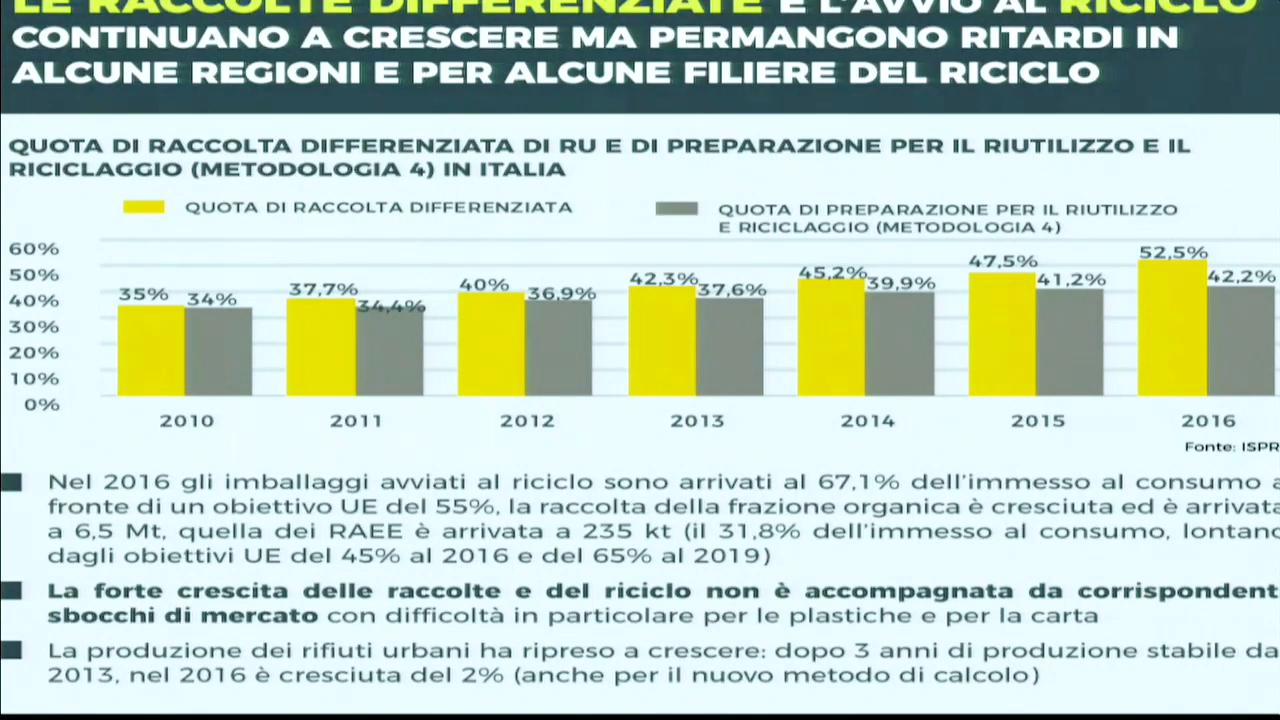 LE RACCOLTE DIFFERENZIATE E L'AVVIO AL RICICLO
CONTINUANO A CRESCERE MA PERMANGONO RITARDI IN
ALCUNE REGIONI E PER ALCUNE FILIERE DEL RICICLO
QUOTA DI RACCOLTA DIFFERENZIATA DI RU E DI PREPARAZIONE PER IL RIUTILIZZO E IL
RICICLAGGIO (METODOLOGIA 4) IN ITALIA
QUOTA DI RACCOLTA DIFFERENZIATA
QUOTA DI PREPARAZIONE PER IL RIUTILIZZO
E RICICLAGGIO (METODOLOGIA 4)
60%
50%
40%
30%
20%
10%
0%
35% 34% 37,7% 34,4% 40% 36,9% 42,3% 37,6% 45,2% 39,9% 47,5% 41,2% 52,5% 42,2%
2010 2011 2012 2013 2014 2015 2016
Fonte: ISPR
Nel 2016 gli imballaggi avviati al riciclo sono arrivati al 67,1% dell'immesso al consumo a
fronte di un obiettivo UE del 55%, la raccolta della frazione organica è cresciuta ed è arrivata
a 6,5 Mt, quella dei RAEE è arrivata a 235 kt (il 31,8% dell'immesso al consumo, lontano
dagli obiettivi UE del 45% al 2016 e del 65% al 2019)
La forte crescita delle raccolte e del riciclo non è accompagnata da corrispondent
sbocchi di mercato con difficoltà in particolare per le plastiche e per la carta
La produzione dei rifiuti urbani ha ripreso a crescere: dopo 3 anni di produzione stabile da
2013, nel 2016 è cresciuta del 2% (anche per il nuovo metodo di calcolo)